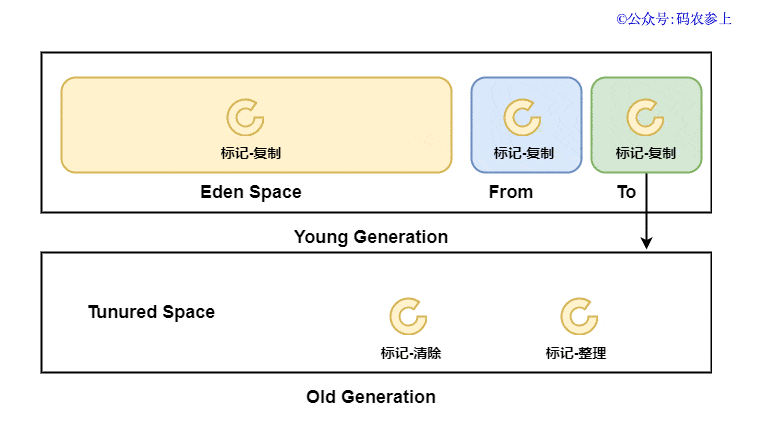 ©公众号:码农参上
标记-复制
标记-复制
标记-复制
Eden Space
From
To
Young Generation
Tunured Space
标记-清除
标记-整理
Old Generation